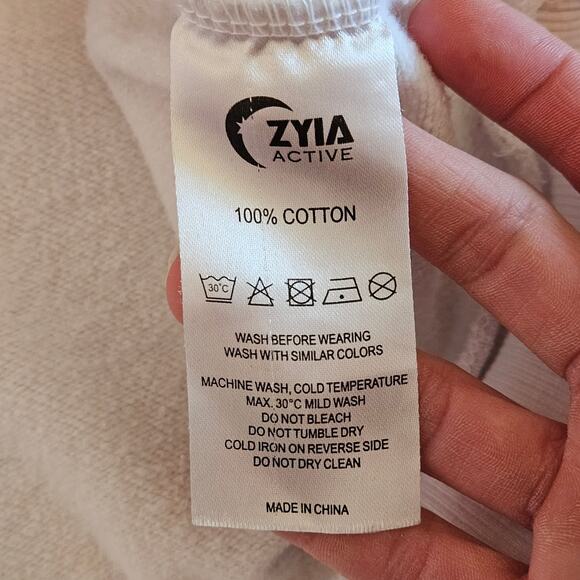 ZYIA
ACTIVE
100% COTTON
30°C
WASH BEFORE WEARING
WASH WITH SIMILAR COLORS
MACHINE WASH, COLD TEMPERATURE
MAX. 30°C MILD WASH
DO NOT BLEACH
DO NOT TUMBLE DRY
COLD IRON ON REVERSE SIDE
DO NOT DRY CLEAN
MADE IN CHINA